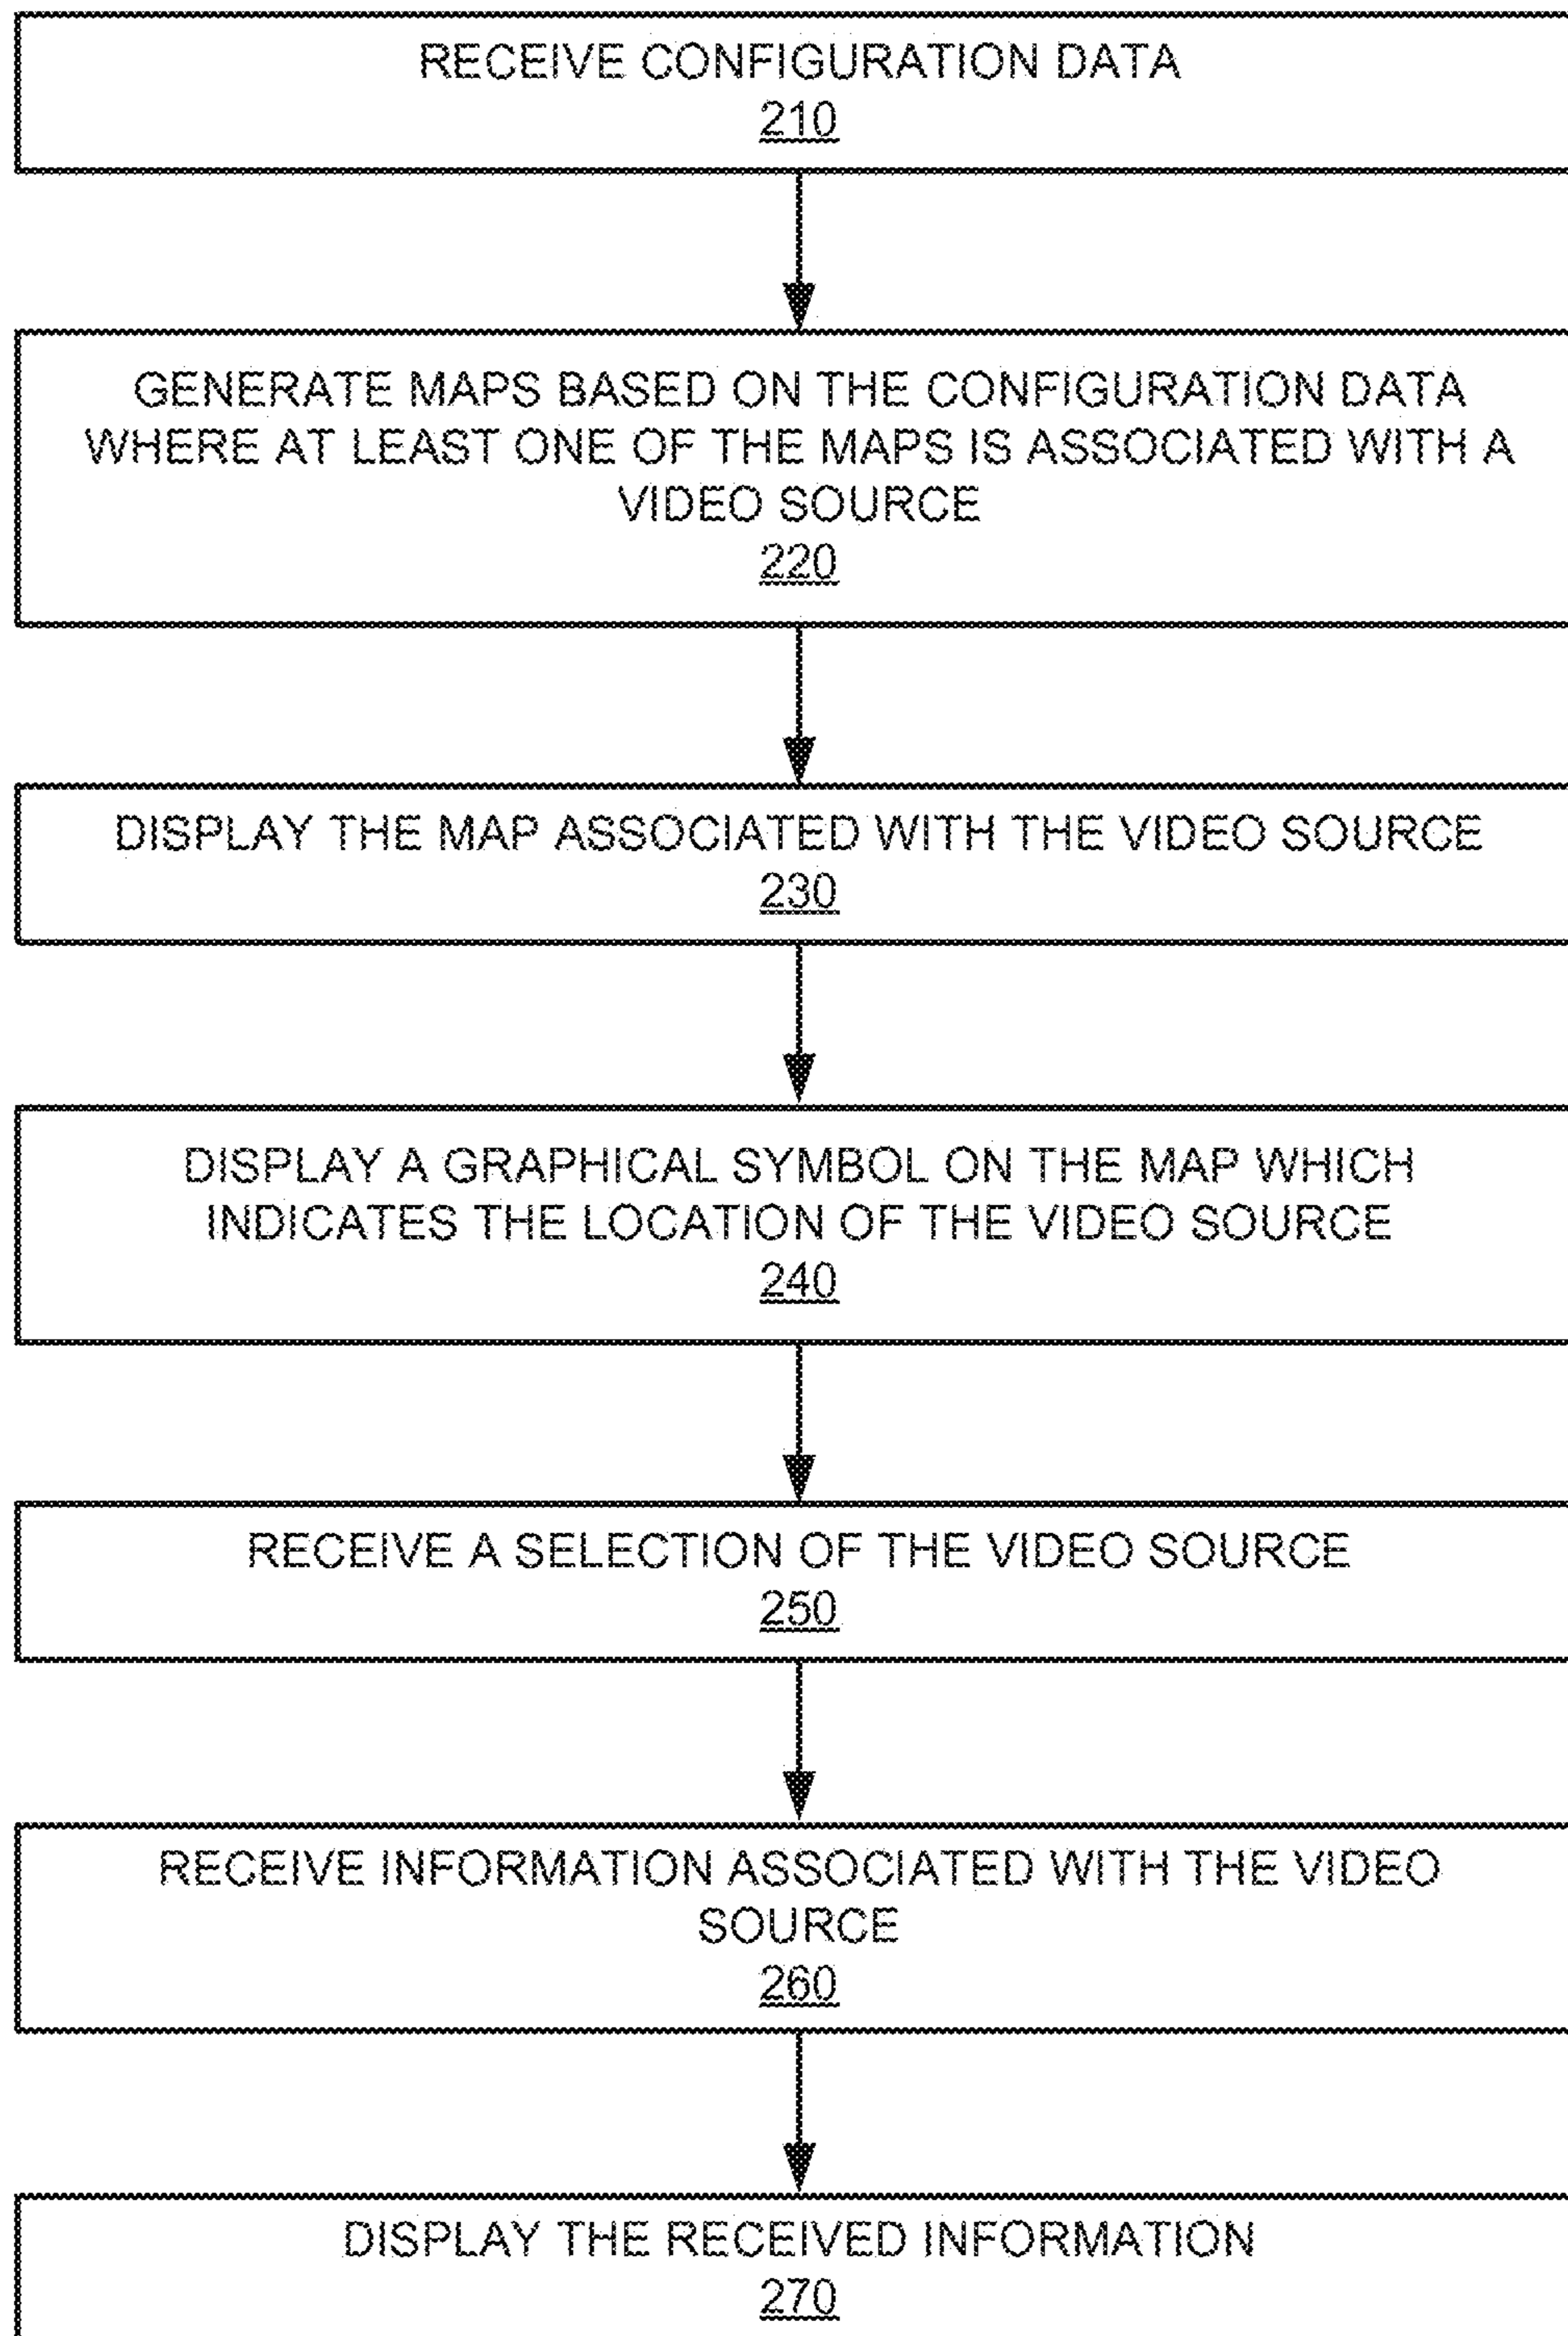 RECEIVE CONFIGURATION DATA
210
GENERATE MAPS BASED ON THE CONFIGURATION DATA
WHERE AT LEAST ONE OF THE MAPS IS ASSOCIATED WITH A
VIDEO SOURCE
220
DISPLAY THE MAP ASSOCIATED WITH THE VIDEO SOURCE
230
DISPLAY A GRAPHICAL SYMBOL ON THE MAP WHICH
INDICATES THE LOCATION OF THE VIDEO SOURCE
240
RECEIVE A SELECTION OF THE VIDEO SOURCE
250
RECEIVE INFORMATION ASSOCIATED WITH THE VIDEO
SOURCE
260
DISPLAY THE RECEIVED INFORMATION
270